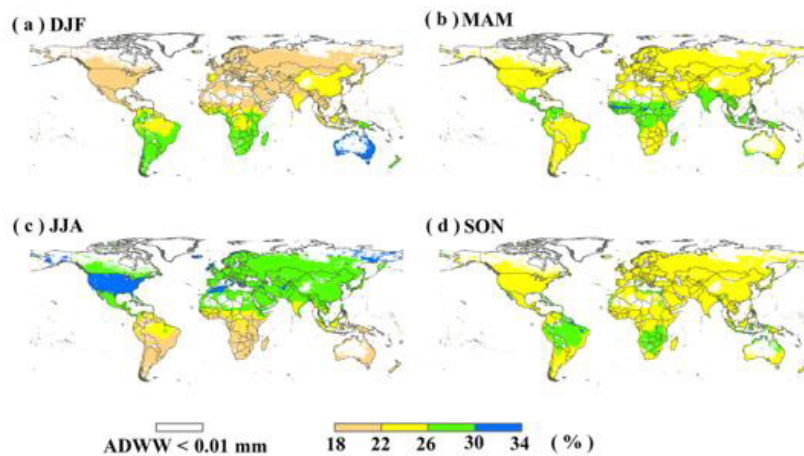 ( a ) DJF
( b ) MAM
( c ) JJA
( d ) SON
ADWW < 0.01 mm
18 22 26 30 34 ( % )